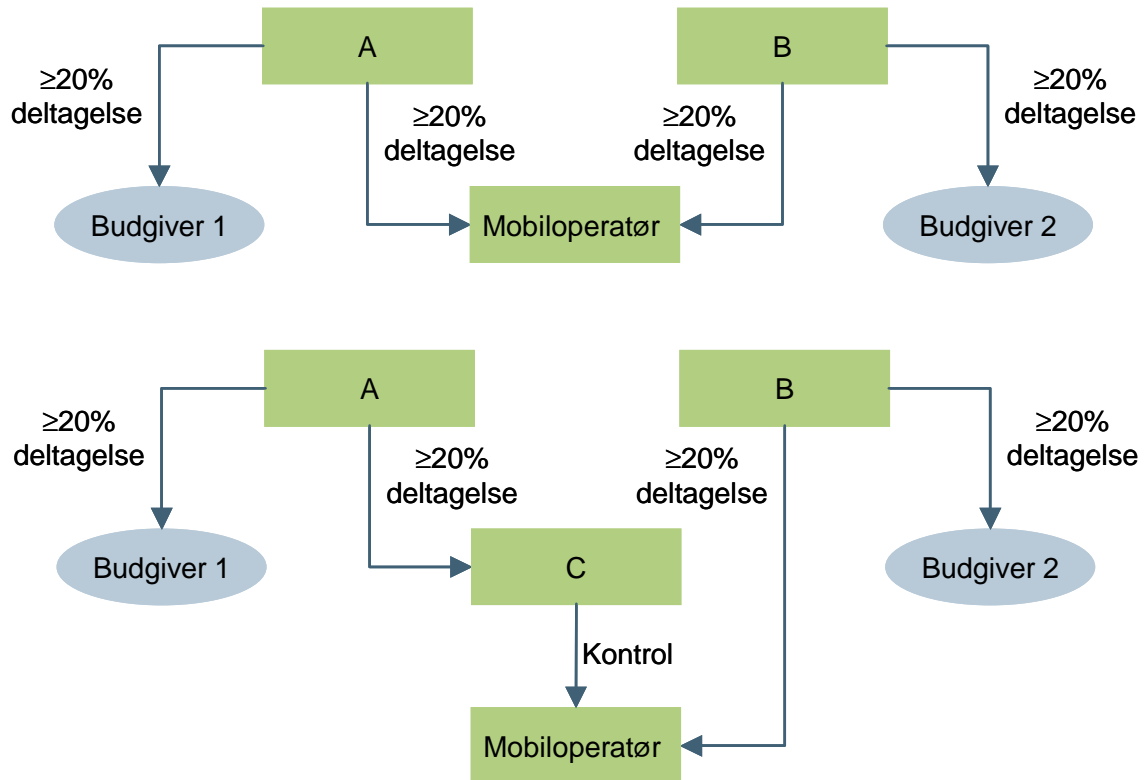 A
B
≥20%
deltagelse
≥20%
deltagelse
≥20%
deltagelse
≥20%
deltagelse
Budgiver 1
Mobiloperatør
Budgiver 2
A
B
≥20%
deltagelse
≥20%
deltagelse
≥20%
deltagelse
≥20%
deltagelse
Budgiver 1
C
Budgiver 2
Kontrol
Mobiloperatør